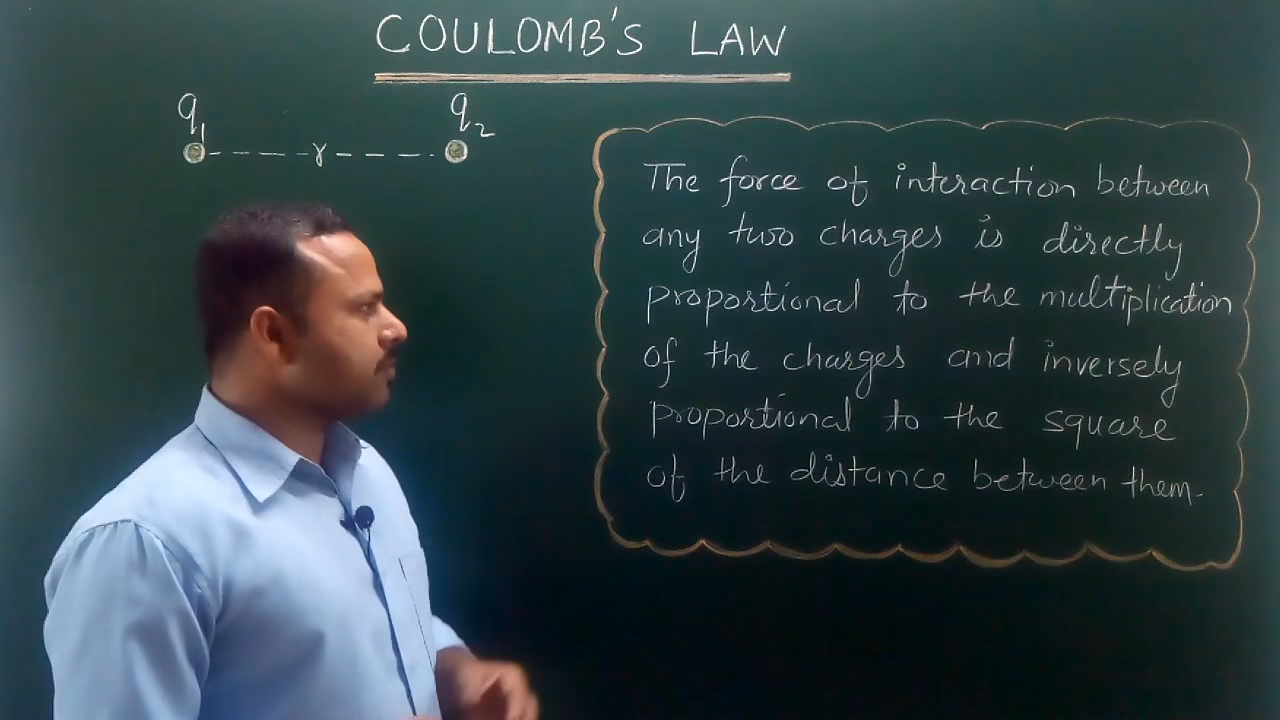 COULOMB'S LAW
q1 q2
r
The force of interaction between
any two charges is directly
proportional to the multiplication
of the charges and inversely
proportional to the square
of the distance between them.